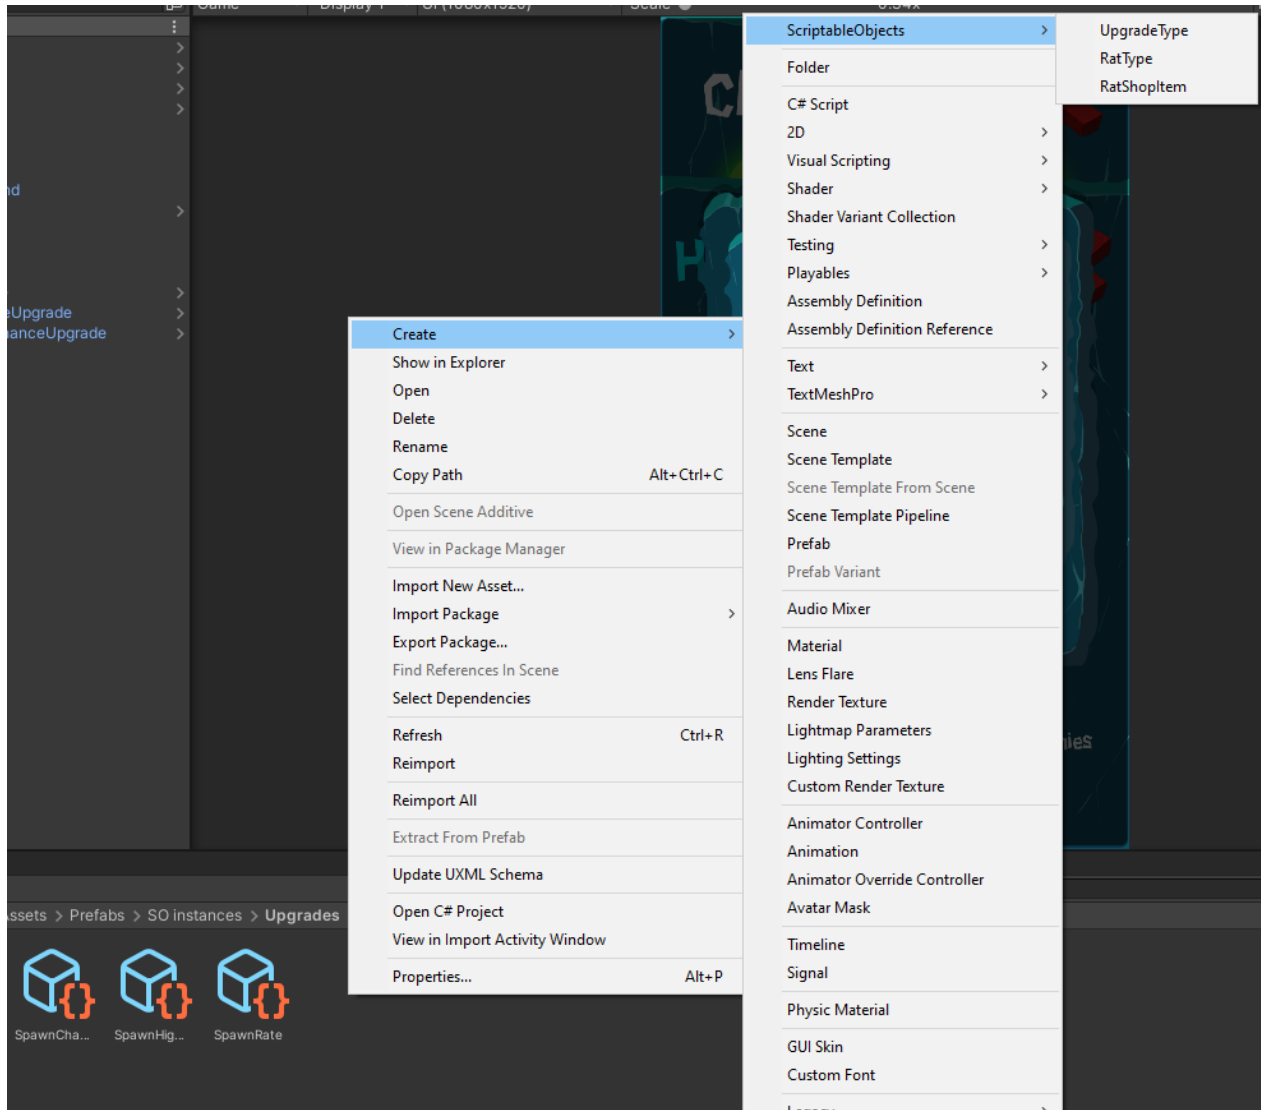 ScriptableObjects
UpgradeType
RatType
RatShopItem
Folder
C# Script
2D
Visual Scripting
Shader
Shader Variant Collection
Testing
Playables
Assembly Definition
Assembly Definition Reference
Text
TextMeshPro
Scene
Scene Template
Scene Template From Scene
Scene Template Pipeline
Prefab
Prefab Variant
Audio Mixer
Material
Lens Flare
Render Texture
Lightmap Parameters
Lighting Settings
Custom Render Texture
Animator Controller
Animation
Animator Override Controller
Avatar Mask
Timeline
Signal
Physic Material
GUI Skin
Custom Font
Create
Show in Explorer
Open
Delete
Rename
Copy Path Alt+Ctrl+C
Open Scene Additive
View in Package Manager
Import New Asset...
Import Package
Export Package...
Find References In Scene
Select Dependencies
Refresh Ctrl+R
Reimport
Reimport All
Extract From Prefab
Update UXML Schema
Open C# Project
View in Import Activity Window
Properties... Alt+P
eUpgrade
hanceUpgrade
Assets > Prefabs > SO instances > Upgrades
SpawnCha... SpawnHig... SpawnRate